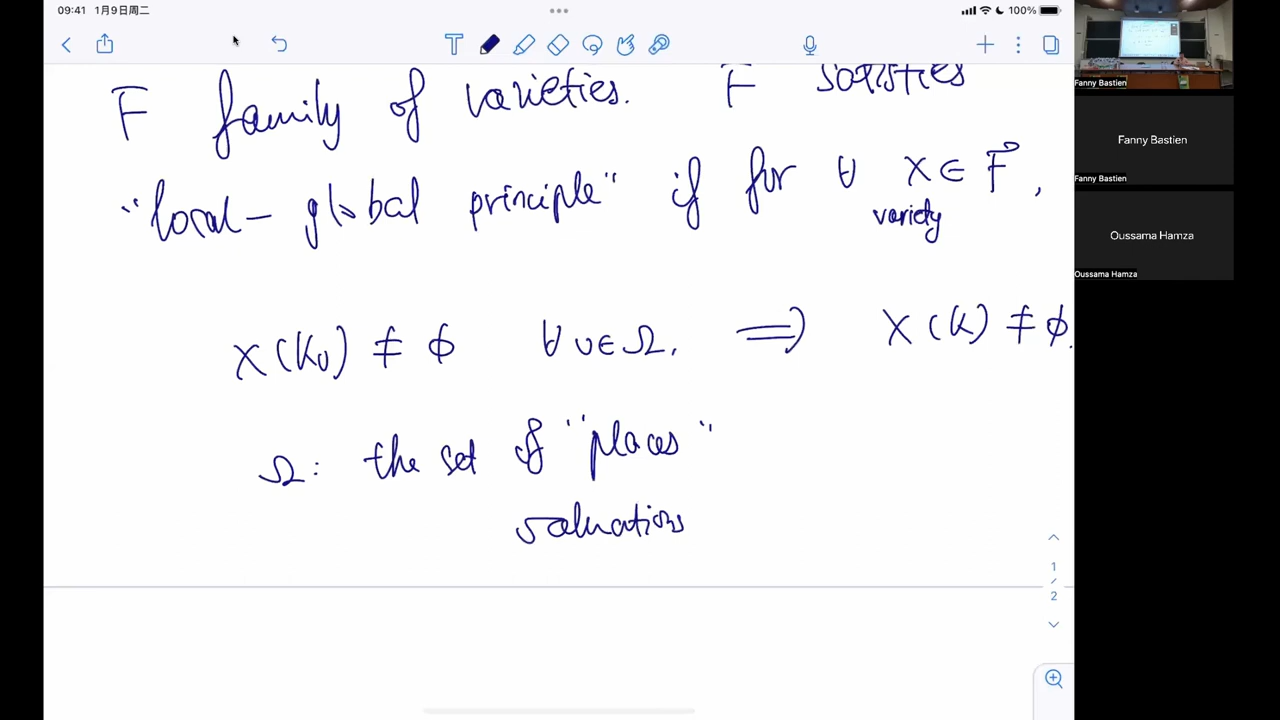 09:41 1月9日周二
100%
F family of varieties. F satisfies
"local-global principle" if for ∀ X ∈ F,
variety
X(Kv) ≠ ϕ ∀ v ∈ Ω. ⟹ X(K) ≠ ϕ.
Ω: the set of "places"
valuations
1
/
2
Fanny Bastien
Fanny Bastien
Fanny Bastien
Oussama Hamza
Oussama Hamza